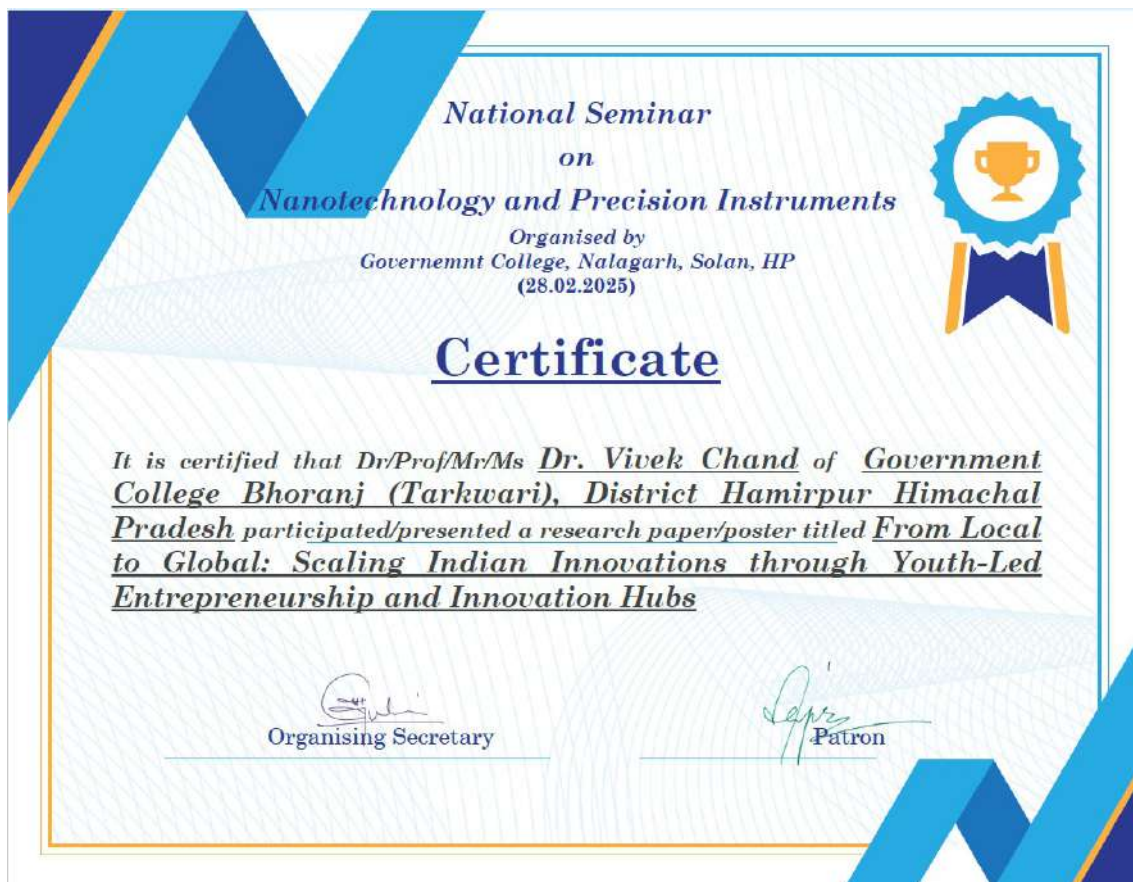 National Seminar
on
Nanotechnology and Precision Instruments
Organised by
Governemnt College, Nalagarh, Solan, HP
(28.02.2025)
Certificate
It is certified that Dr/Prof/Mr/Ms Dr. Vivek Chand of Government
College Bhoranj (Tarkwari), District Hamirpur Himachal
Pradesh participated/presented a research paper/poster titled From Local
to Global: Scaling Indian Innovations through Youth-Led
Entrepreneurship and Innovation Hubs
Organising Secretary
Patron